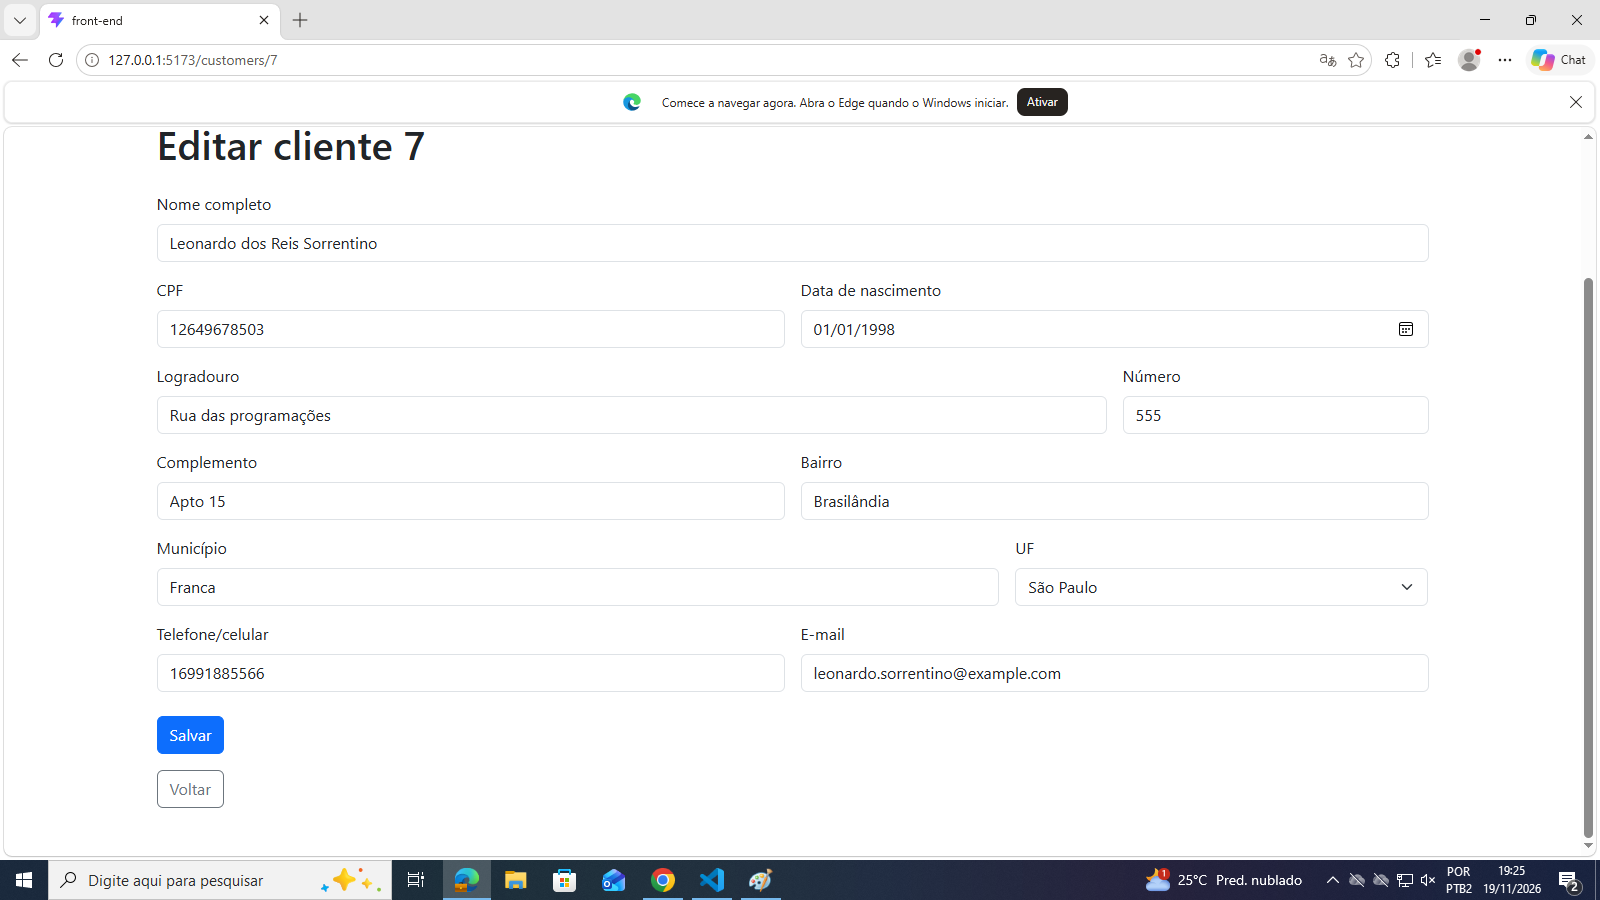 front-end
127.0.0.1:5173/customers/7
Chat
Comece a navegar agora. Abra o Edge quando o Windows iniciar. Ativar
Editar cliente 7
Nome completo
Leonardo dos Reis Sorrentino
CPF Data de nascimento
12649678503 01/01/1998
Logradouro Número
Rua das programações 555
Complemento Bairro
Apto 15 Brasilândia
Município UF
Franca São Paulo
Telefone/celular E-mail
16991885566 leonardo.sorrentino@example.com
Salvar
Voltar
Digite aqui para pesquisar
1 25°C Pred. nublado
POR
PTB2
19:25
19/11/2026
2